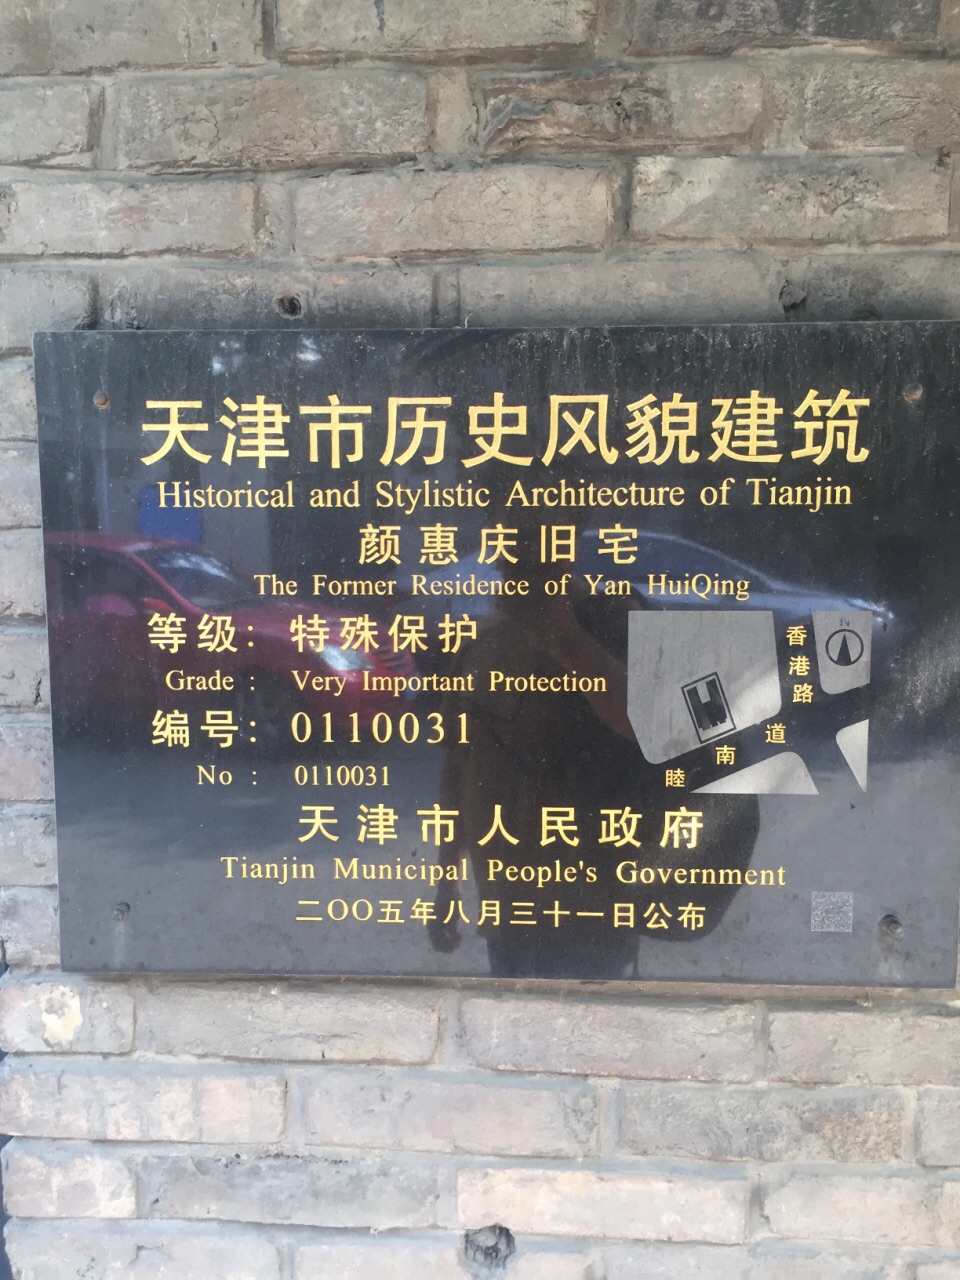 天津市历史风貌建筑
Historical and Stylistic Architecture of Tianjin
颜惠庆旧宅
The Former Residence of Yan HuiQing
等级：特殊保护
Grade : Very Important Protection
编号：0110031
No : 0110031
N
香港路
睦南道
天津市人民政府
Tianjin Municipal People's Government
二〇〇五年八月三十一日公布